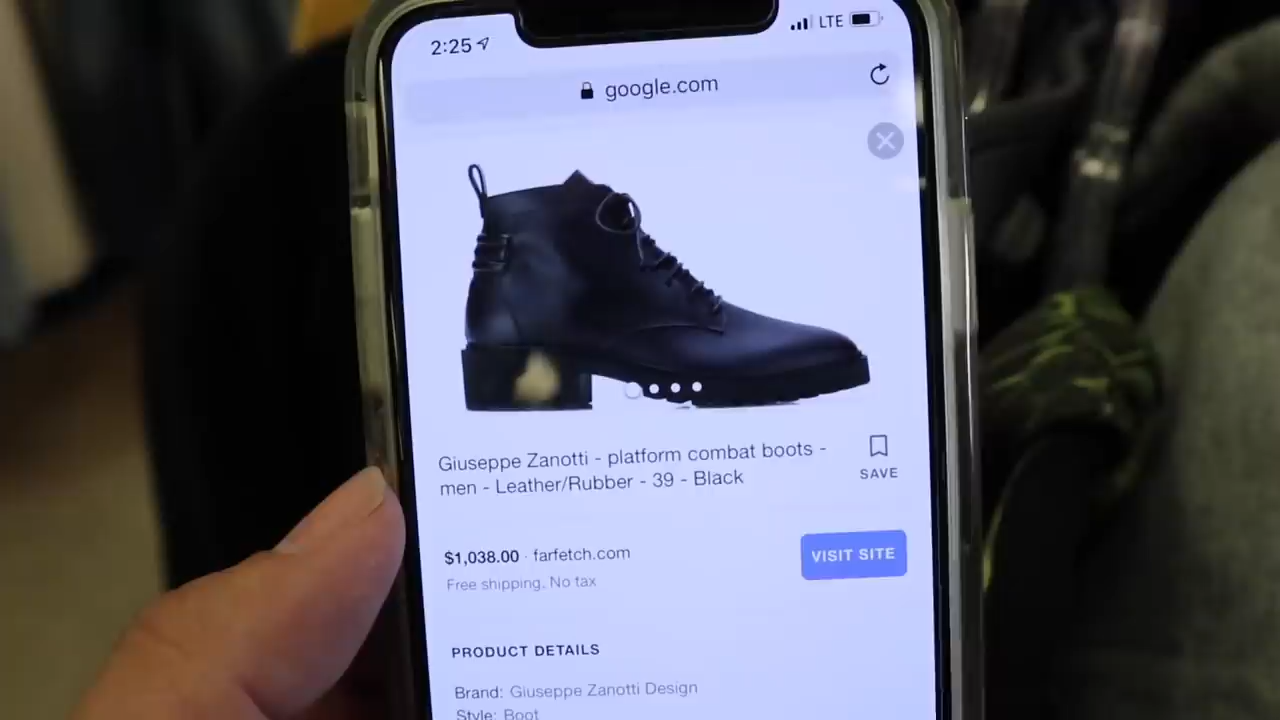 2:25
LTE
google.com
Giuseppe Zanotti - platform combat boots -
men - Leather/Rubber - 39 - Black
SAVE
$1,038.00 · farfetch.com
VISIT SITE
Free shipping. No tax
PRODUCT DETAILS
Brand: Giuseppe Zanotti Design
Style: Boot